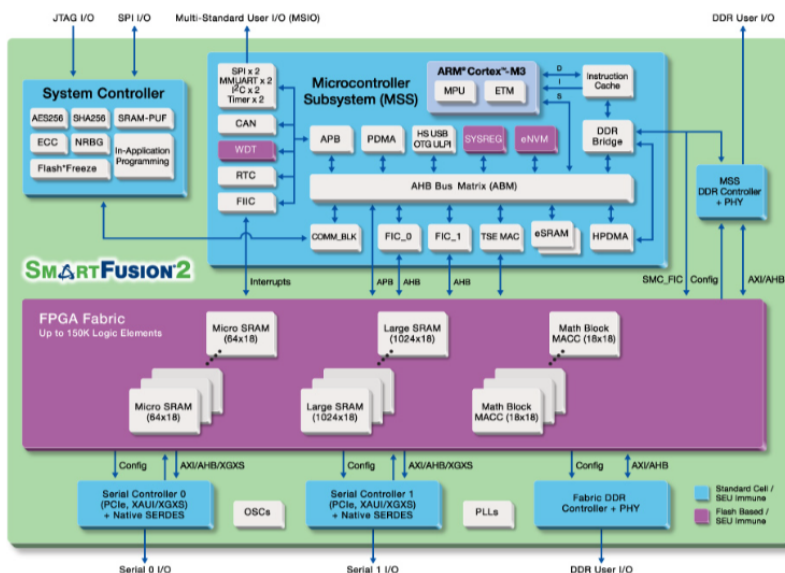 JTAG I/O
SPI I/O
Multi-Standard User I/O (MSIO)
DDR User I/O
System Controller
AES256
SHA256
SRAM-PUF
ECC
NRBG
In-Application
Programming
Flash*Freeze
SPI x 2
MMUART x 2
I²C x 2
Timer x 2
CAN
WDT
RTC
FIIC
Microcontroller
Subsystem (MSS)
ARM® Cortex™-M3
MPU
ETM
D
I
S
Instruction
Cache
DDR
Bridge
APB
PDMA
HS USB
OTG ULPI
SYSREG
eNVM
AHB Bus Matrix (ABM)
COMM_BLK
FIC_0
FIC_1
TSE MAC
eSRAM
HPDMA
MSS
DDR Controller
+ PHY
SMARTFUSION®2
Interrupts
APB
AHB
AHB
SMC_FIC
Config
AXI/AHB
FPGA Fabric
Up to 150K Logic Elements
Micro SRAM
(64x18)
Large SRAM
(1024x18)
Math Block
MACC (18x18)
Micro SRAM
(64x18)
Large SRAM
(1024x18)
Math Block
MACC (18x18)
Config
AXI/AHB/XGXS
Config
AXI/AHB/XGXS
Config
AXI/AHB
Serial Controller 0
(PCIe, XAUI/XGXS)
+ Native SERDES
OSCs
Serial Controller 1
(PCIe, XAUI/XGXS)
+ Native SERDES
PLLs
Fabric DDR
Controller + PHY
Standard Cell /
SEU Immune
Flash Based /
SEU Immune
Serial 0 I/O
Serial 1 I/O
DDR User I/O